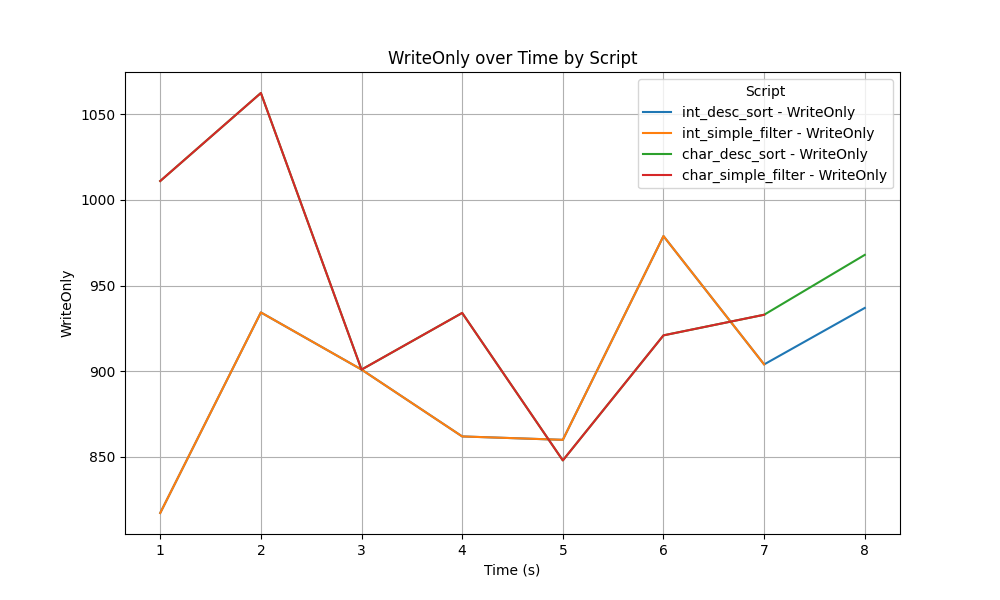 WriteOnly over Time by Script
Script
int_desc_sort - WriteOnly
int_simple_filter - WriteOnly
char_desc_sort - WriteOnly
char_simple_filter - WriteOnly
WriteOnly
1050
1000
950
900
850
1 2 3 4 5 6 7 8
Time (s)